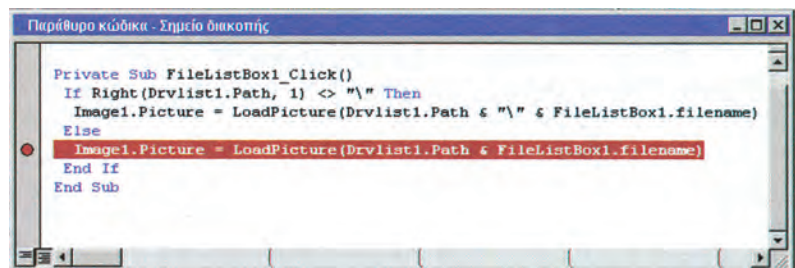 Παράθυρο κώδικα - Σημείο διακοπής
Private Sub FileListBox1_Click()
If Right(Drvlist1.Path, 1) <> "\" Then
Image1.Picture = LoadPicture(Drvlist1.Path & "\" & FileListBox1.filename)
Else
Image1.Picture = LoadPicture(Drvlist1.Path & FileListBox1.filename)
End If
End Sub